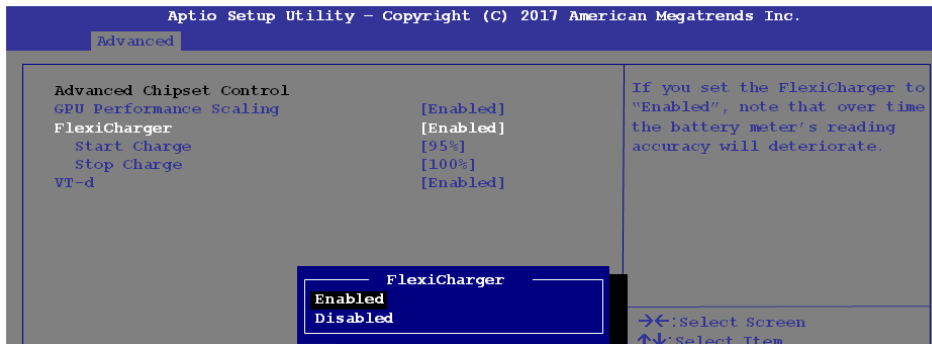 Aptio Setup Utility – Copyright (C) 2017 American Megatrends Inc.
Advanced
Advanced Chipset Control
GPU Performance Scaling [Enabled]
FlexiCharger [Enabled]
Start Charge [95%]
Stop Charge [100%]
VT-d [Enabled]
If you set the FlexiCharger to
"Enabled", note that over time
the battery meter's reading
accuracy will deteriorate.
FlexiCharger
Enabled
Disabled
→←:Select Screen
↑↓:Select Item